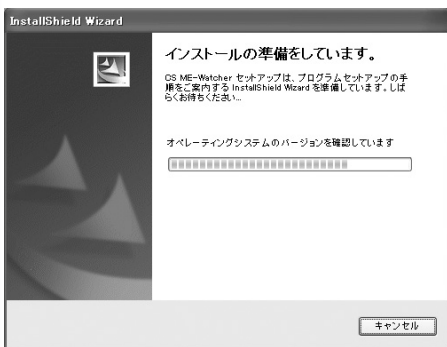 InstallShield Wizard
インストールの準備をしています。
CS ME-Watcher セットアップは、プログラムセットアップの手
順をご案内する InstallShield Wizard を準備しています。しば
らくお待ちください...
オペレーティングシステムのバージョンを確認しています
キャンセル